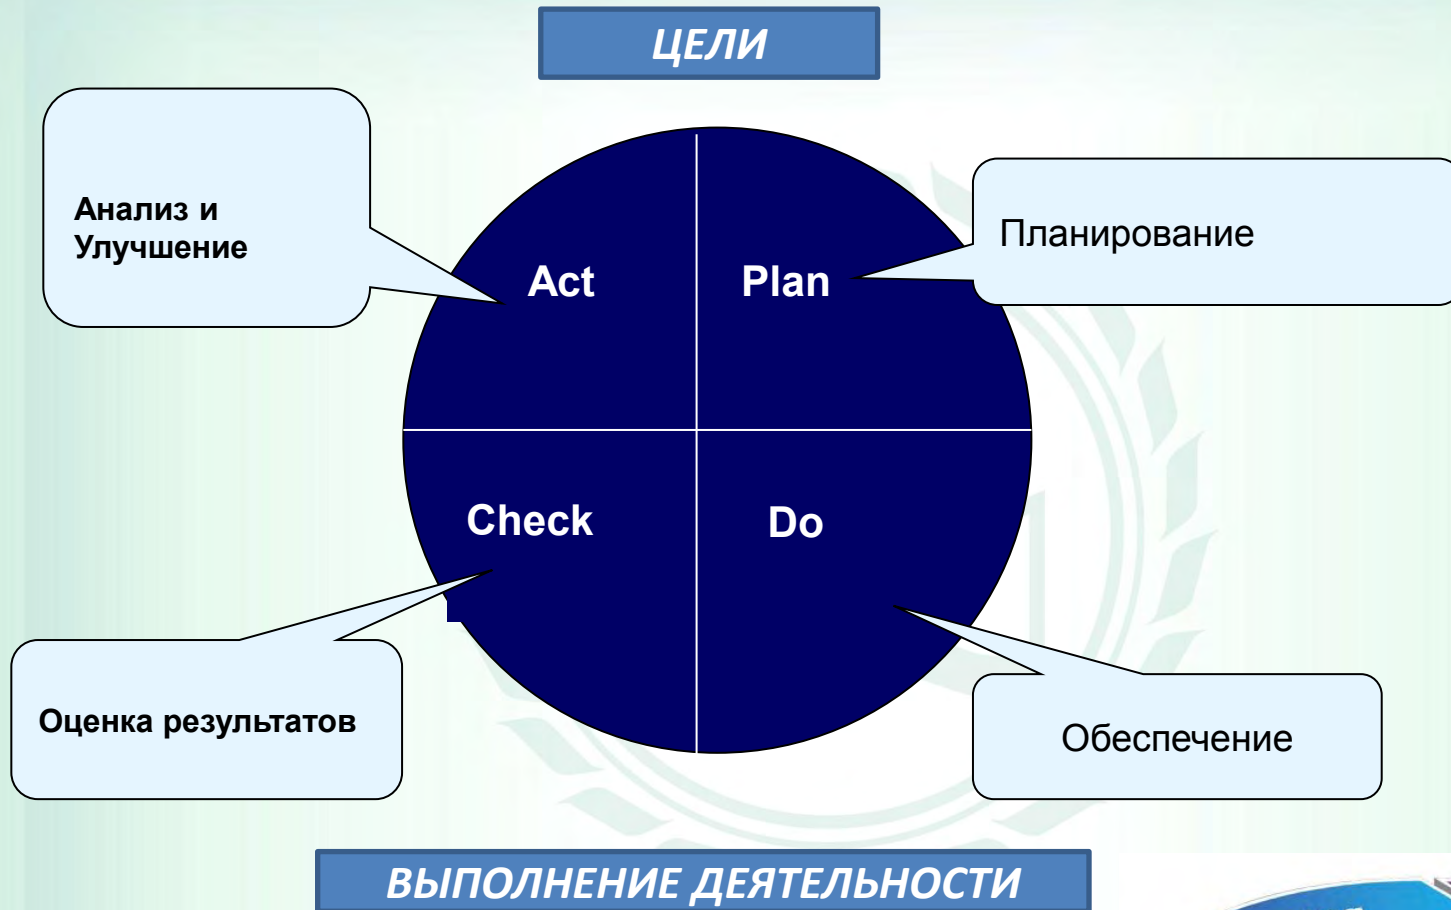 ЦЕЛИ
Анализ и
Улучшение
Act
Plan
Планирование
Check
Do
Оценка результатов
Обеспечение
ВЫПОЛНЕНИЕ ДЕЯТЕЛЬНОСТИ